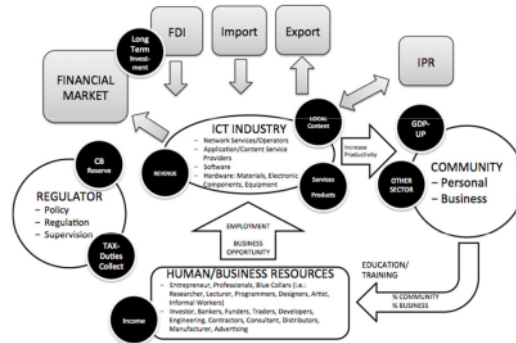 Long
Term
Invest-
ment
FDI
Import
Export
IPR
FINANCIAL
MARKET
LOCAL
Content
ICT INDUSTRY
- Network Services/Operators
- Application/Content Service
Providers
- Software
- Hardware: Materials, Electronic
Components, Equipment
REVENUE
Services
Products
Increase
Productivity
GDP-
UP
OTHER
SECTOR
COMMUNITY
- Personal
- Business
CB
Reserve
REGULATOR
- Policy
- Regulation
- Supervision
TAX-
Duties
Collect
EMPLOYMENT
BUSINESS
OPPORTUNITY
EDUCATION/
TRAINING
% COMMUNITY
% BUSINESS
HUMAN/BUSINESS RESOURCES
- Entrepreneur, Professionals, Blue Collars (i.e.:
Researcher, Lecturer, Programmers, Designers, Artist,
Informal Workers)
- Investor, Bankers, Funders, Traders, Developers,
Engineering, Contractors, Consultant, Distributors,
Manufacturer, Advertising
Income